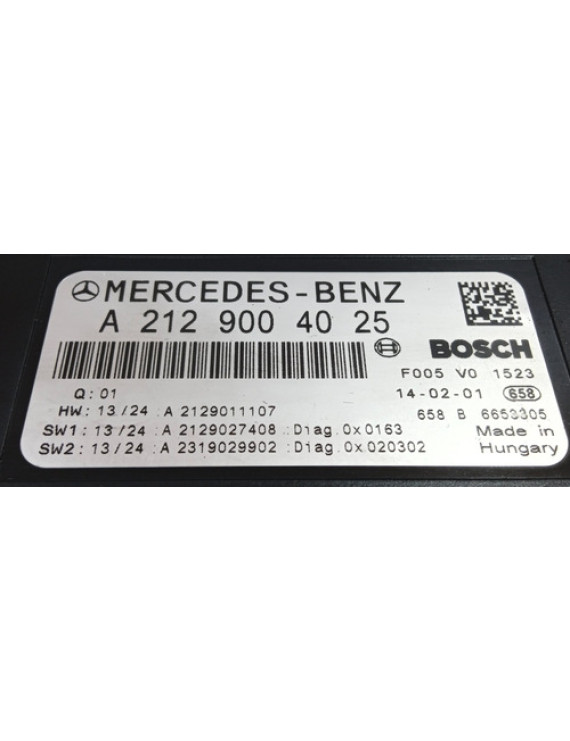 MERCEDES-BENZ
A 212 900 40 25
BOSCH
F005 V0 1523
Q: 01
14-02-01 658
HW: 13/24 :A 2129011107
658 B 6653305
SW1: 13/24 :A 2129027408 :Diag.0x0163
Made in
SW2: 13/24 :A 2319029902 :Diag.0x020302
Hungary